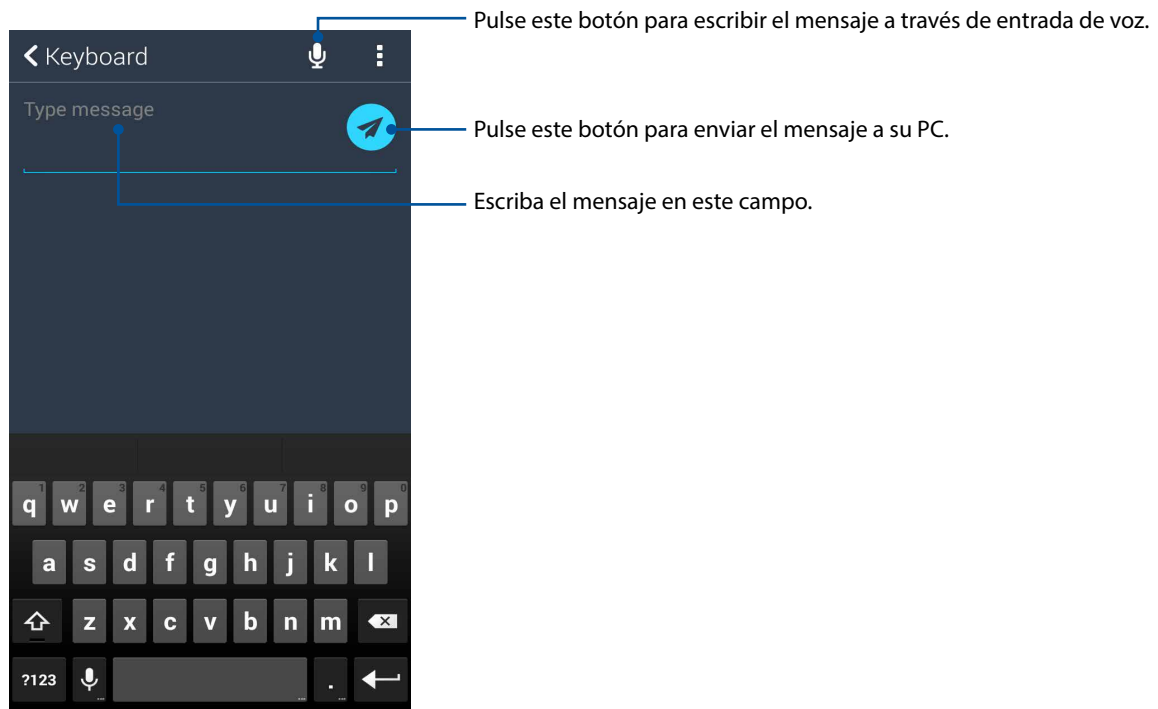 Pulse este botón para escribir el mensaje a través de entrada de voz.
Keyboard
Type message
Pulse este botón para enviar el mensaje a su PC.
Escriba el mensaje en este campo.
1 2 3 4 5 6 7 8 9 0
q w e r t y u i o p
a s d f g h j k l
z x c v b n m
?123 .